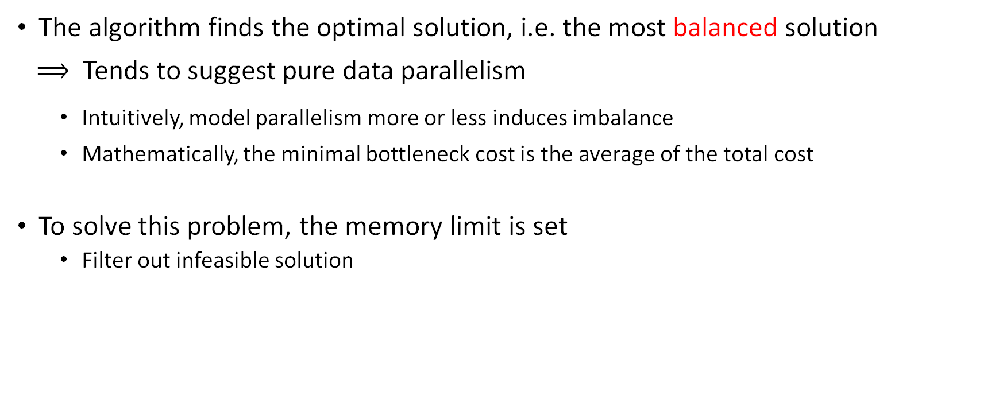 • The algorithm finds the optimal solution, i.e. the most balanced solution
⟹ Tends to suggest pure data parallelism
• Intuitively, model parallelism more or less induces imbalance
• Mathematically, the minimal bottleneck cost is the average of the total cost
• To solve this problem, the memory limit is set
• Filter out infeasible solution